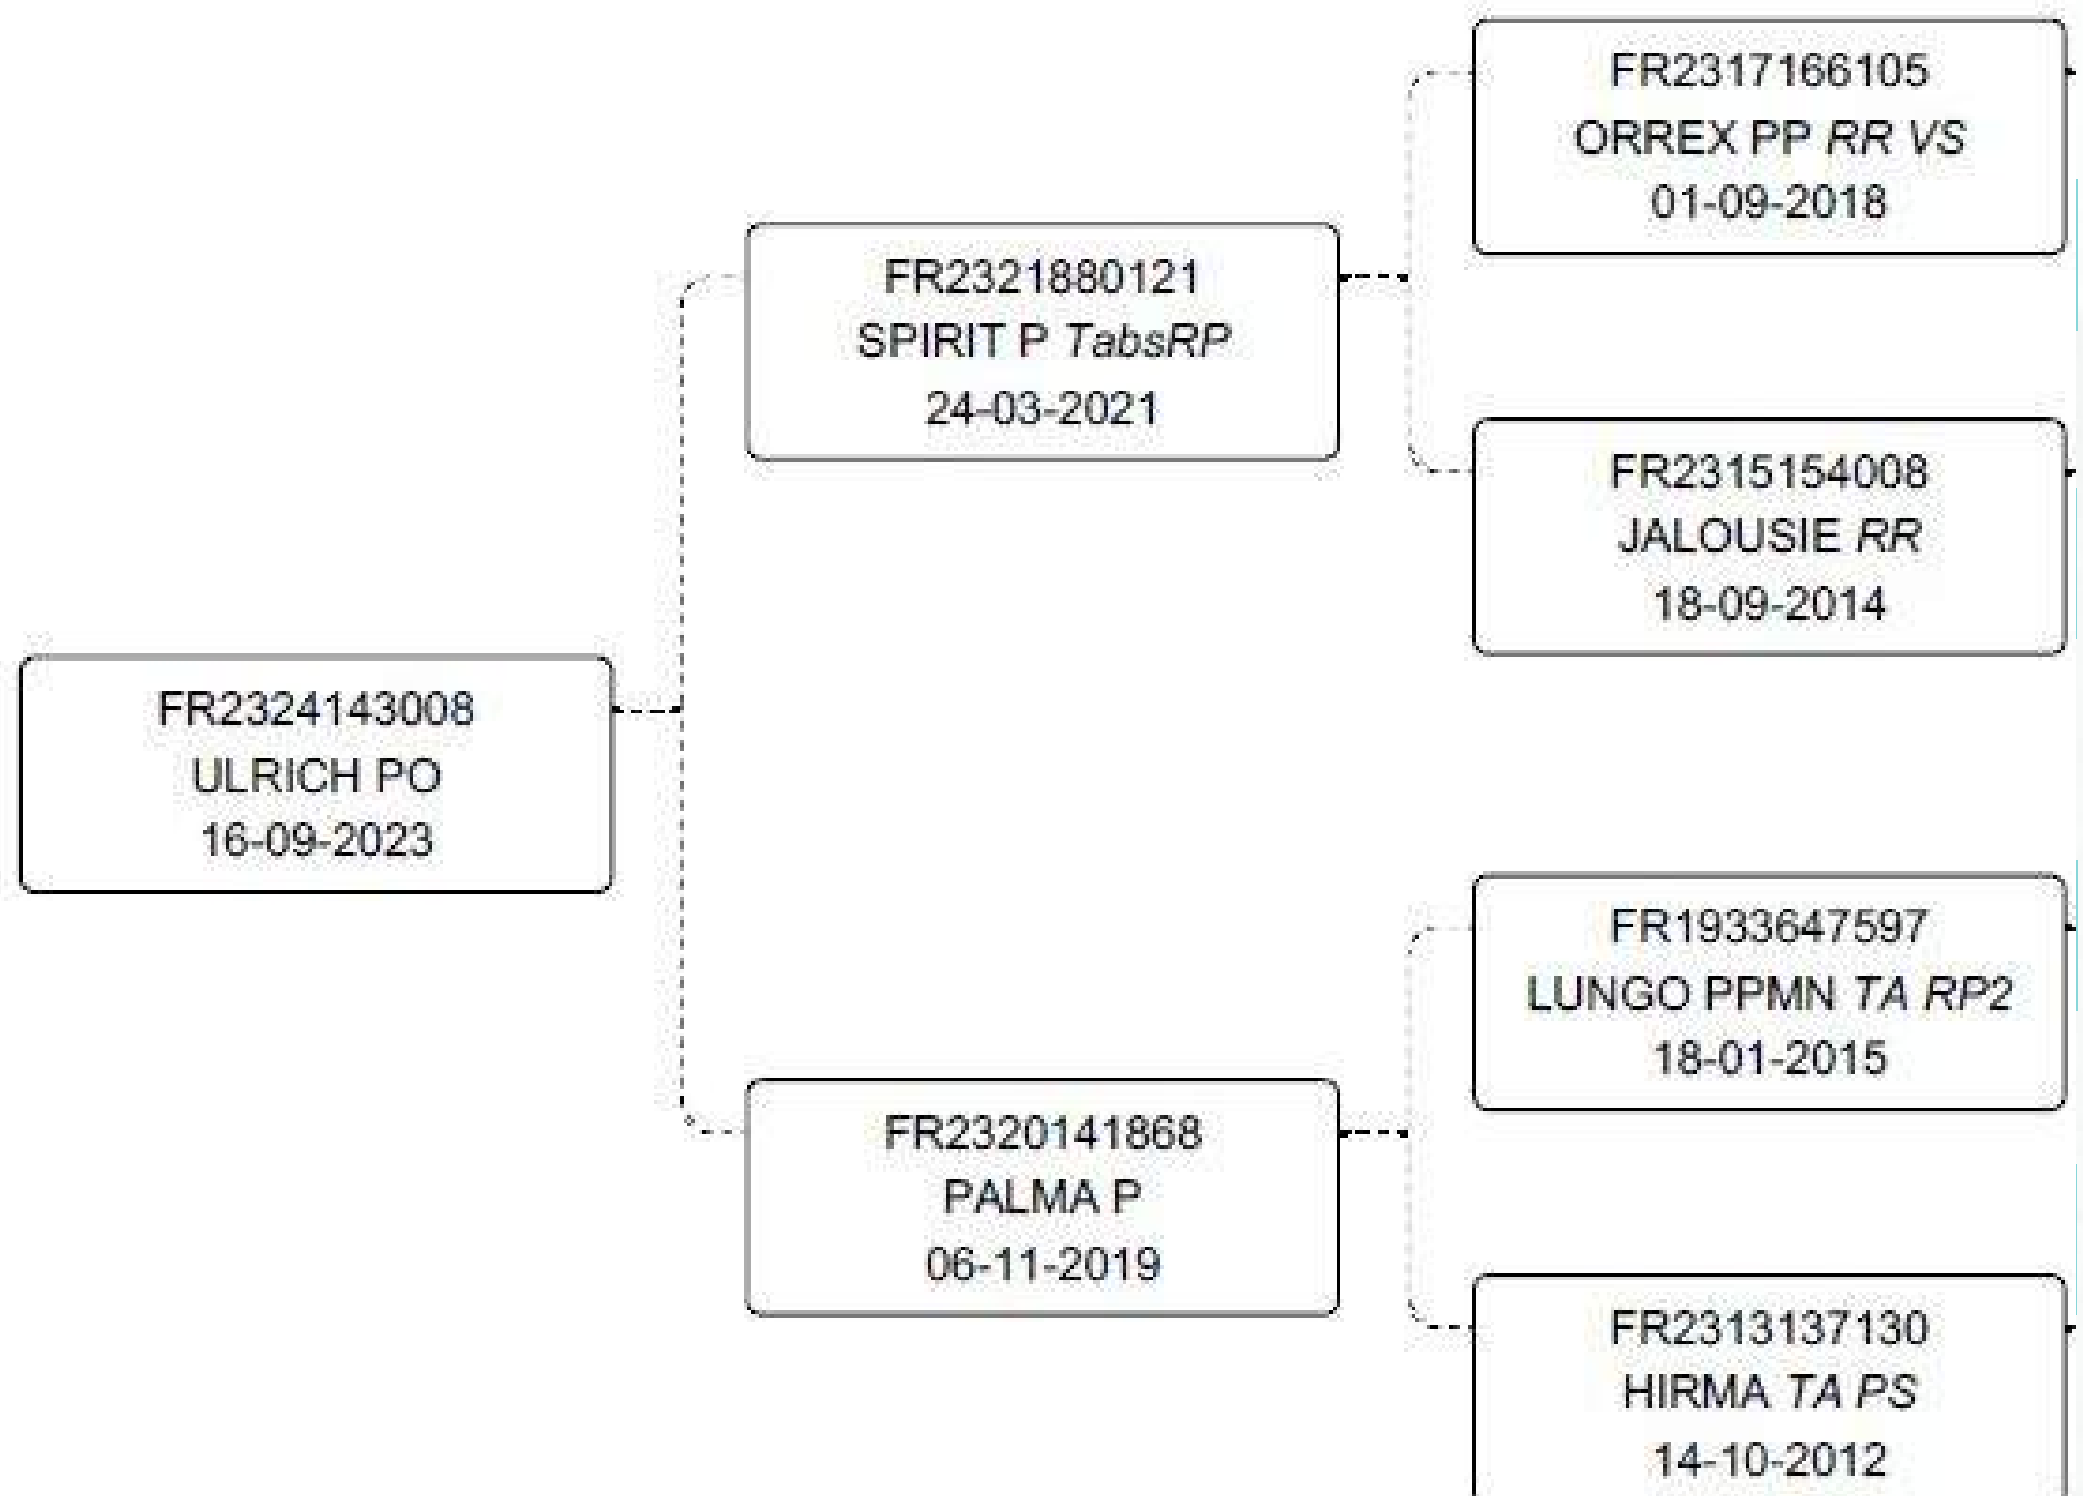 FR2317166105
ORREX PP RR VS
01-09-2018
FR2321880121
SPIRIT P TabsRP
24-03-2021
FR2315154008
JALOUSIE RR
18-09-2014
FR2324143008
ULRICH PO
16-09-2023
FR1933647597
LUNGO PPMN TA RP2
18-01-2015
FR2320141868
PALMA P
06-11-2019
FR2313137130
HIRMA TA PS
14-10-2012